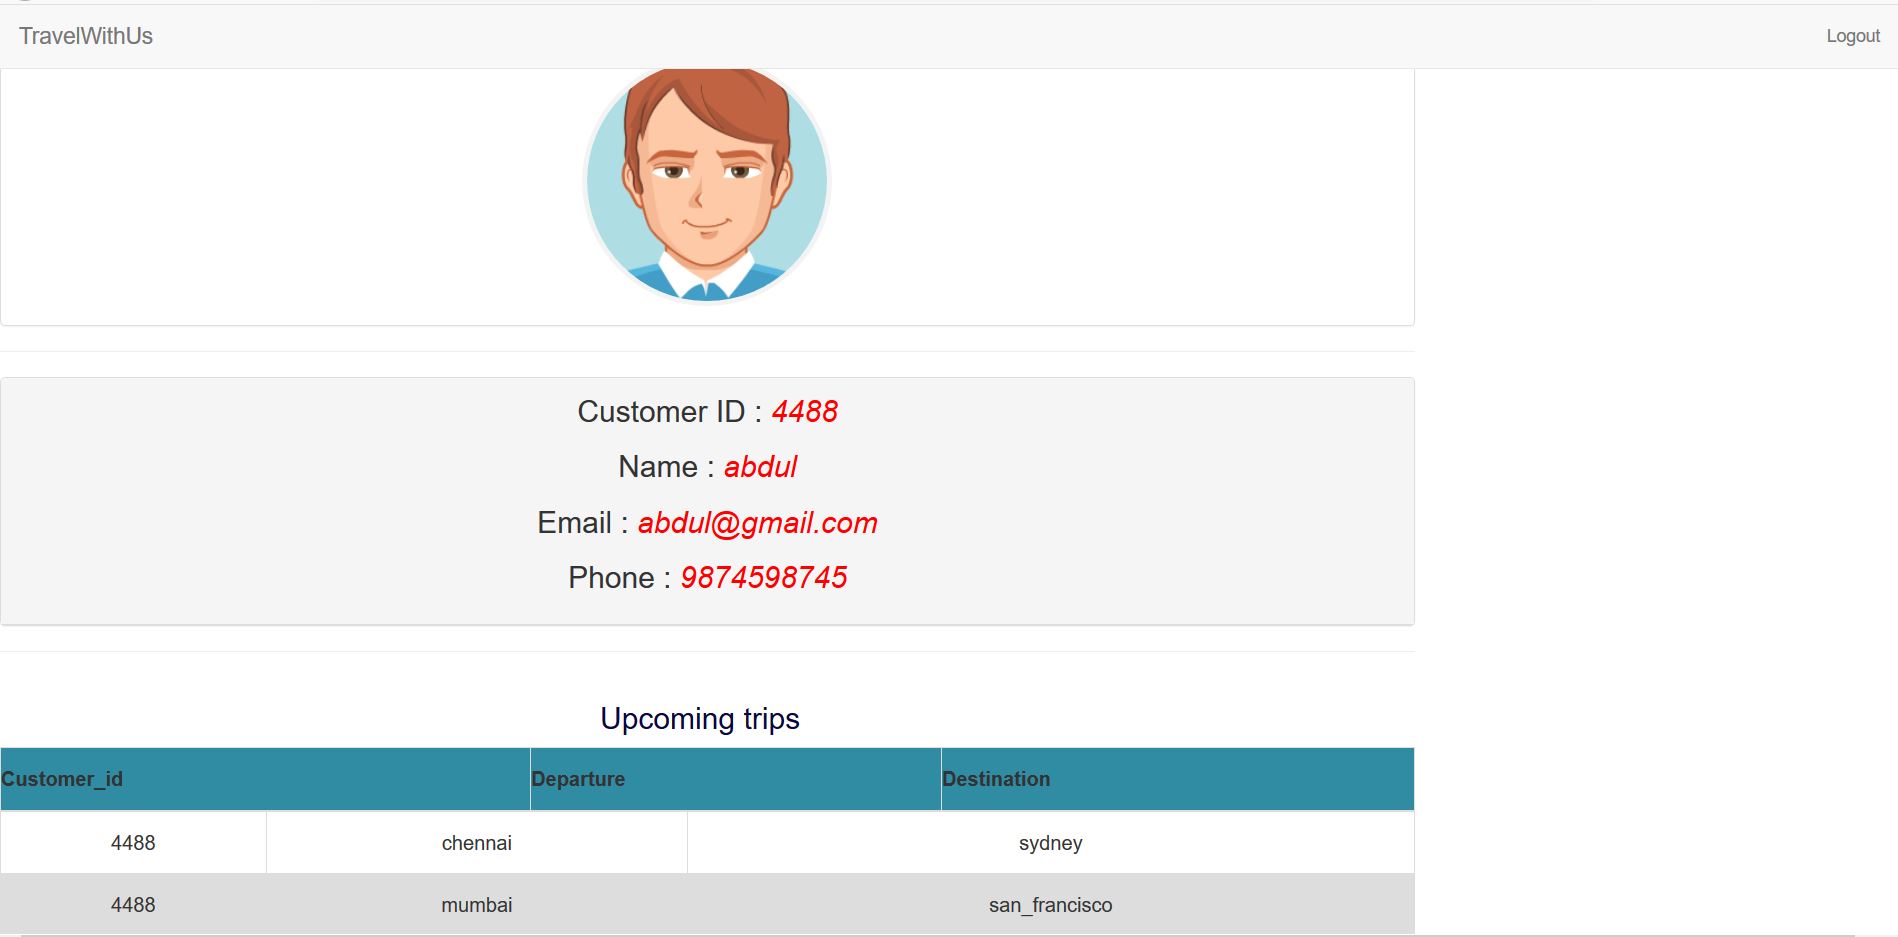 TravelWithUs Logout
Customer ID : 4488
Name : abdul
Email : abdul@gmail.com
Phone : 9874598745
Upcoming trips
Customer_id Departure Destination
4488 chennai sydney
4488 mumbai san_francisco